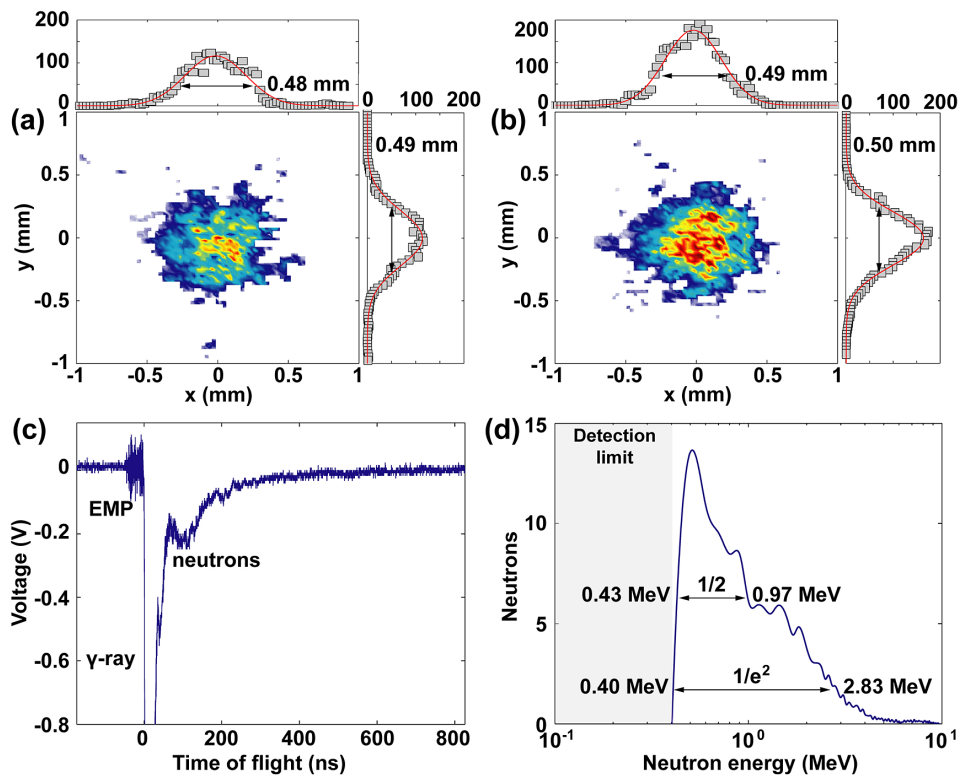 200
100
0
0.48 mm
(a)
0
100
200
0.49 mm
1
0.5
0
-0.5
-1
y (mm)
-1
-0.5
0
0.5
1
x (mm)
200
100
0
0.49 mm
(b)
0
100
200
0.50 mm
1
0.5
0
-0.5
-1
y (mm)
-1
-0.5
0
0.5
1
x (mm)
(c)
0
-0.2
-0.4
-0.6
-0.8
Voltage (V)
EMP
neutrons
γ-ray
0
200
400
600
800
Time of flight (ns)
(d)
15
10
5
0
Neutrons
Detection
limit
0.43 MeV
1/2
0.97 MeV
0.40 MeV
1/e²
2.83 MeV
10⁻¹
10⁰
10¹
Neutron energy (MeV)